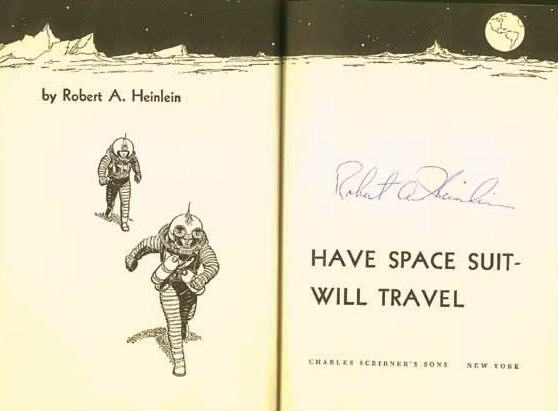 by Robert A. Heinlein
Robert A. Heinlein
HAVE SPACE SUIT-
WILL TRAVEL
CHARLES SCRIBNER'S SONS NEW YORK